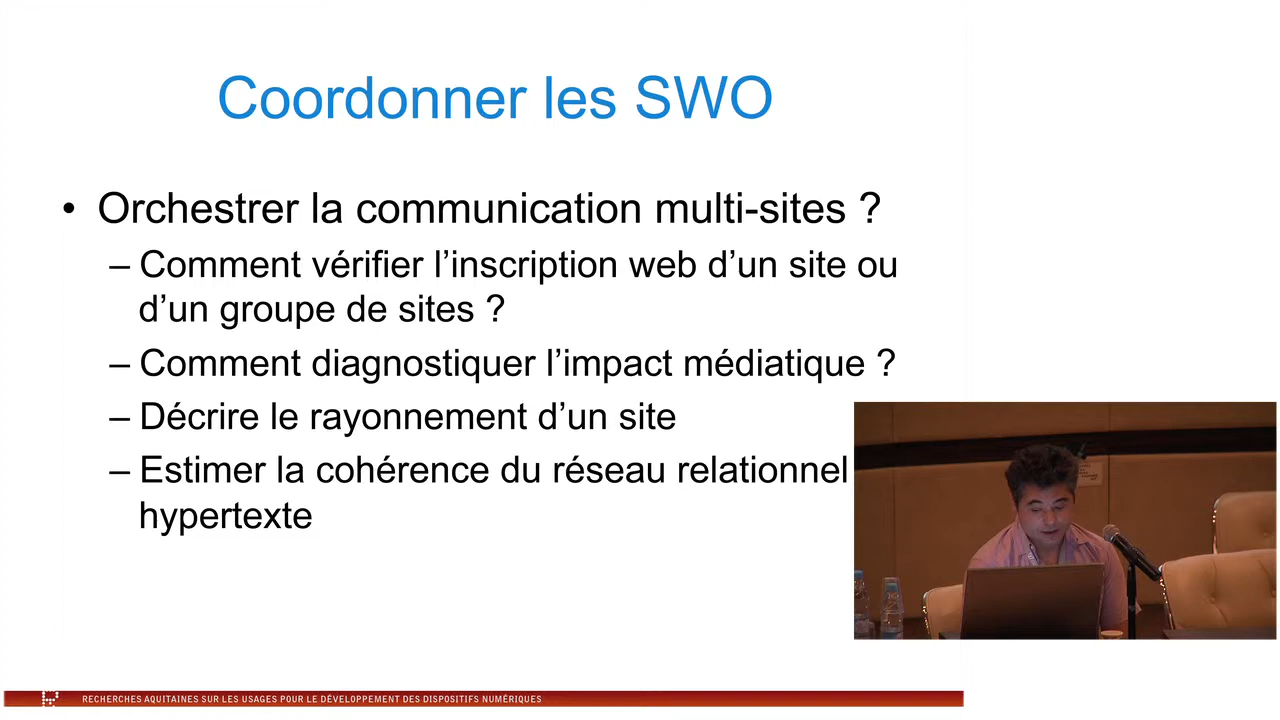 Coordonner les SWO
• Orchestrer la communication multi-sites ?
– Comment vérifier l’inscription web d’un site ou
d’un groupe de sites ?
– Comment diagnostiquer l’impact médiatique ?
– Décrire le rayonnement d’un site
– Estimer la cohérence du réseau relationnel
hypertexte
RECHERCHES AQUITAINES SUR LES USAGES POUR LE DÉVELOPPEMENT DES DISPOSITIFS NUMÉRIQUES